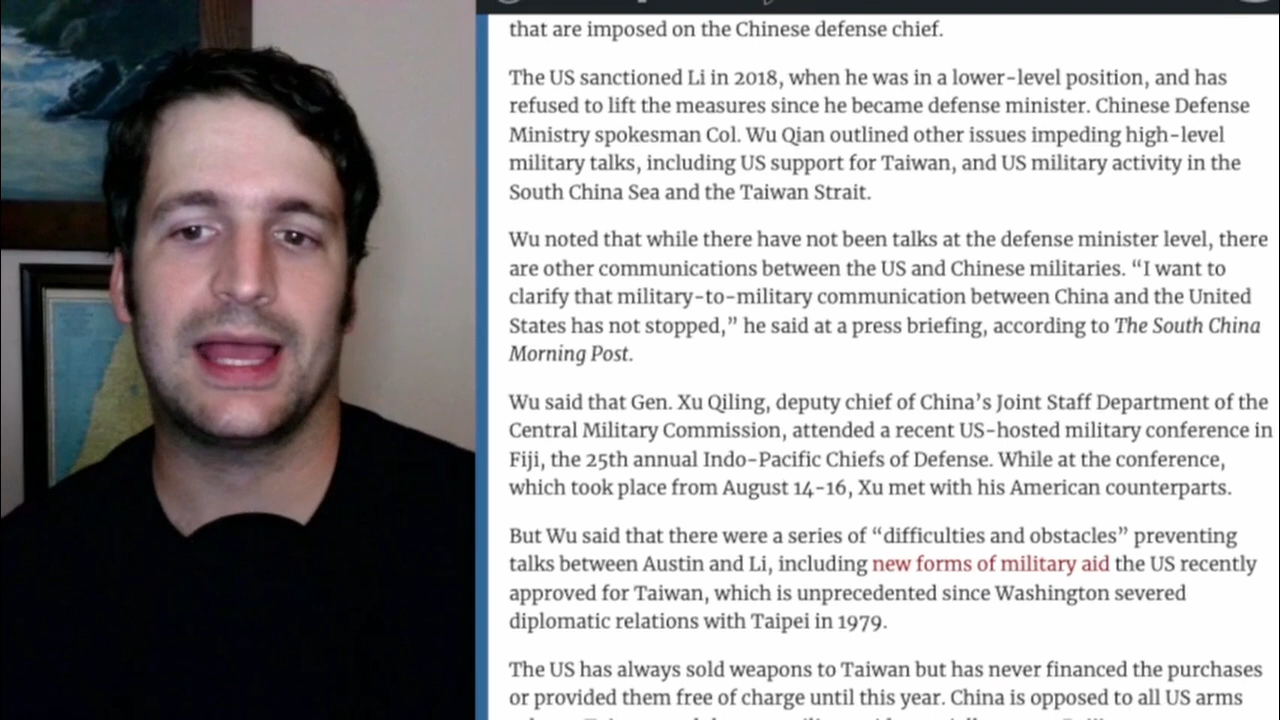 that are imposed on the Chinese defense chief.
The US sanctioned Li in 2018, when he was in a lower-level position, and has
refused to lift the measures since he became defense minister. Chinese Defense
Ministry spokesman Col. Wu Qian outlined other issues impeding high-level
military talks, including US support for Taiwan, and US military activity in the
South China Sea and the Taiwan Strait.
Wu noted that while there have not been talks at the defense minister level, there
are other communications between the US and Chinese militaries. “I want to
clarify that military-to-military communication between China and the United
States has not stopped,” he said at a press briefing, according to The South China
Morning Post.
Wu said that Gen. Xu Qiling, deputy chief of China’s Joint Staff Department of the
Central Military Commission, attended a recent US-hosted military conference in
Fiji, the 25th annual Indo-Pacific Chiefs of Defense. While at the conference,
which took place from August 14-16, Xu met with his American counterparts.
But Wu said that there were a series of “difficulties and obstacles” preventing
talks between Austin and Li, including new forms of military aid the US recently
approved for Taiwan, which is unprecedented since Washington severed
diplomatic relations with Taipei in 1979.
The US has always sold weapons to Taiwan but has never financed the purchases
or provided them free of charge until this year. China is opposed to all US arms